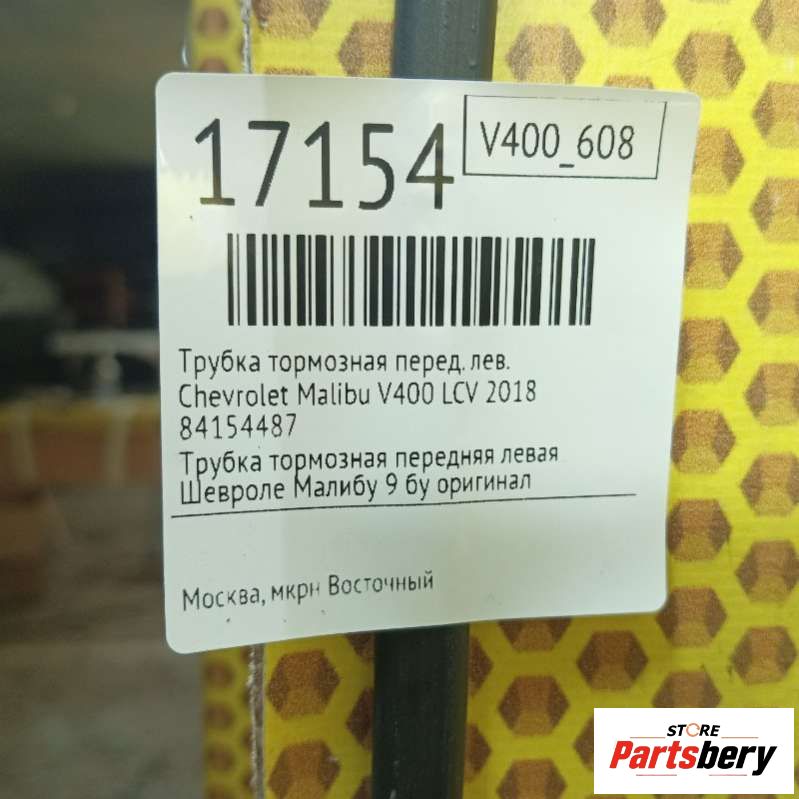 17154
V400_608
Трубка тормозная перед. лев.
Chevrolet Malibu V400 LCV 2018
84154487
Трубка тормозная передняя левая
Шевроле Малибу 9 бу оригинал
Москва, мкрн Восточный
STORE
Partsbery